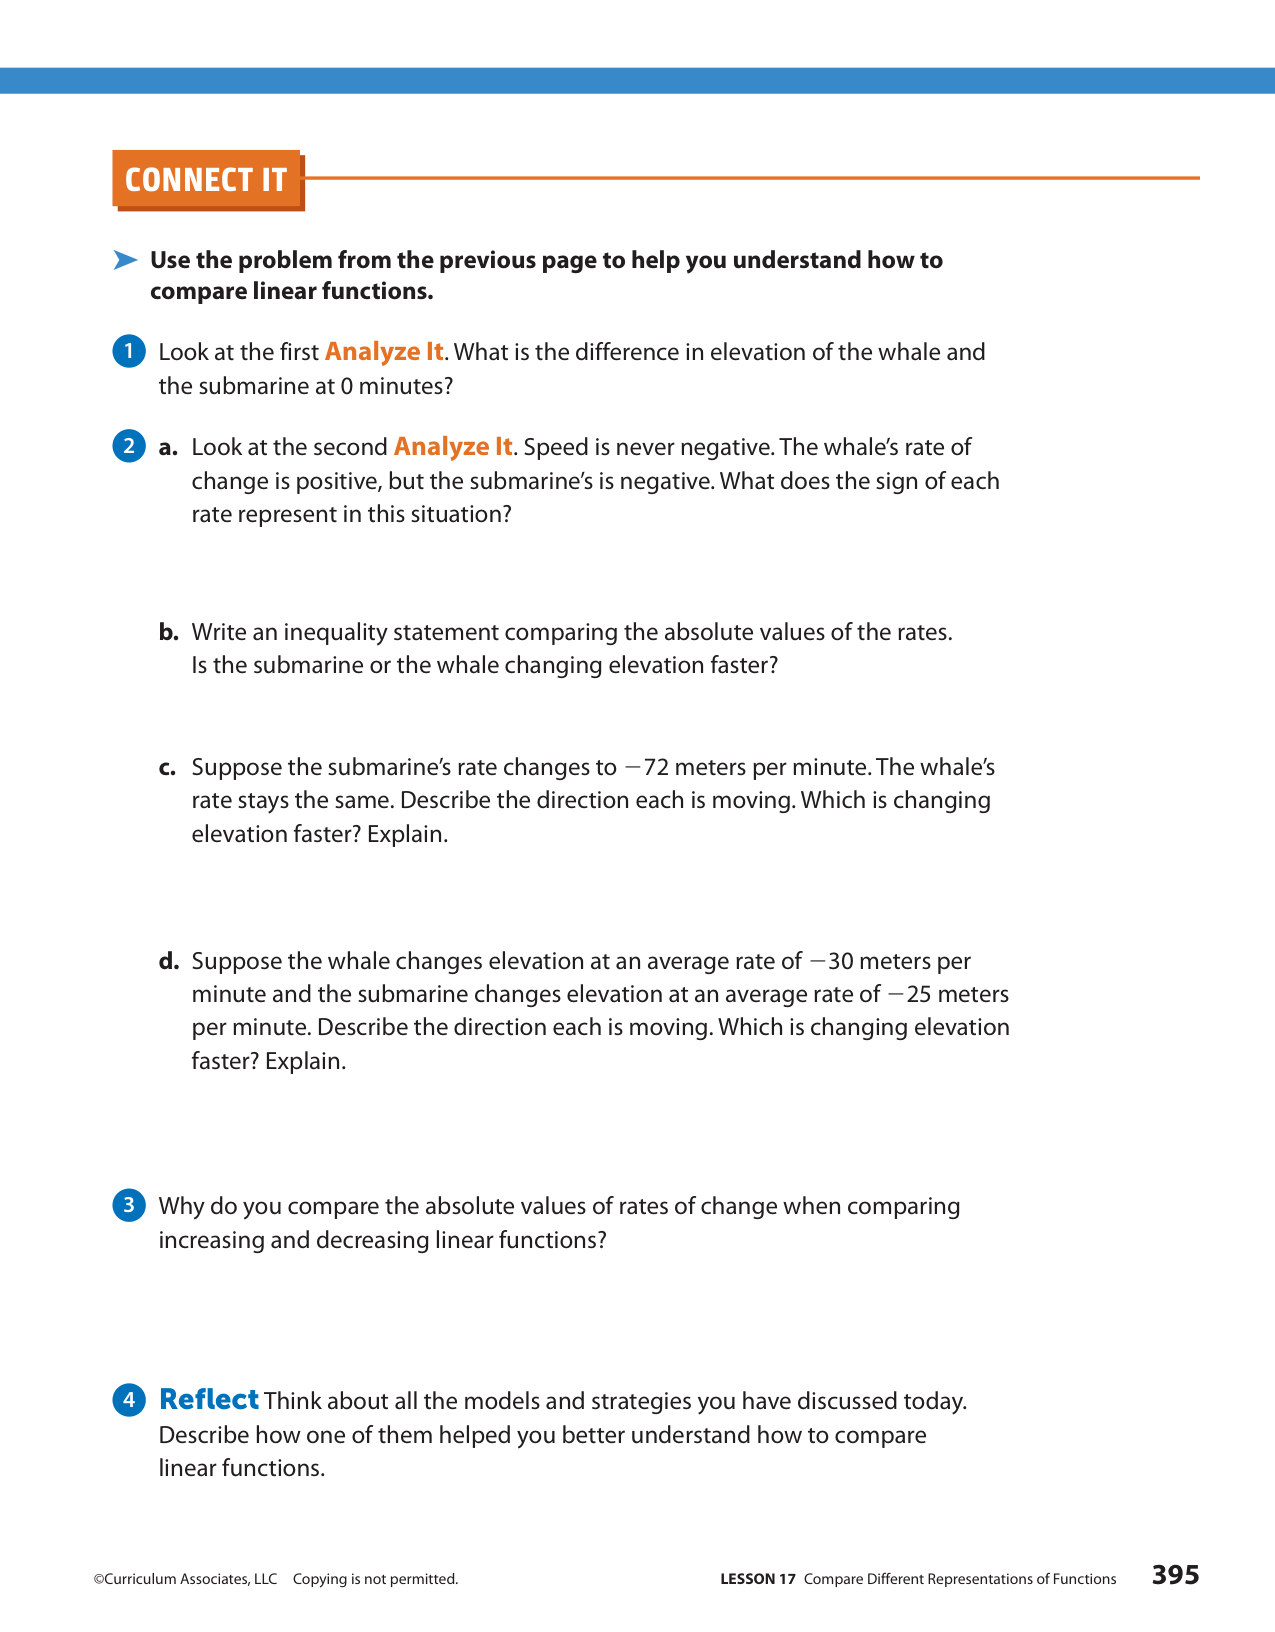 CONNECT IT
➤ Use the problem from the previous page to help you understand how to
compare linear functions.
1 Look at the first Analyze It. What is the difference in elevation of the whale and
the submarine at 0 minutes?
2 a. Look at the second Analyze It. Speed is never negative. The whale’s rate of
change is positive, but the submarine’s is negative. What does the sign of each
rate represent in this situation?
b. Write an inequality statement comparing the absolute values of the rates.
Is the submarine or the whale changing elevation faster?
c. Suppose the submarine’s rate changes to −72 meters per minute. The whale’s
rate stays the same. Describe the direction each is moving. Which is changing
elevation faster? Explain.
d. Suppose the whale changes elevation at an average rate of −30 meters per
minute and the submarine changes elevation at an average rate of −25 meters
per minute. Describe the direction each is moving. Which is changing elevation
faster? Explain.
3 Why do you compare the absolute values of rates of change when comparing
increasing and decreasing linear functions?
4 Reflect Think about all the models and strategies you have discussed today.
Describe how one of them helped you better understand how to compare
linear functions.
©Curriculum Associates, LLC Copying is not permitted. LESSON 17 Compare Different Representations of Functions 395